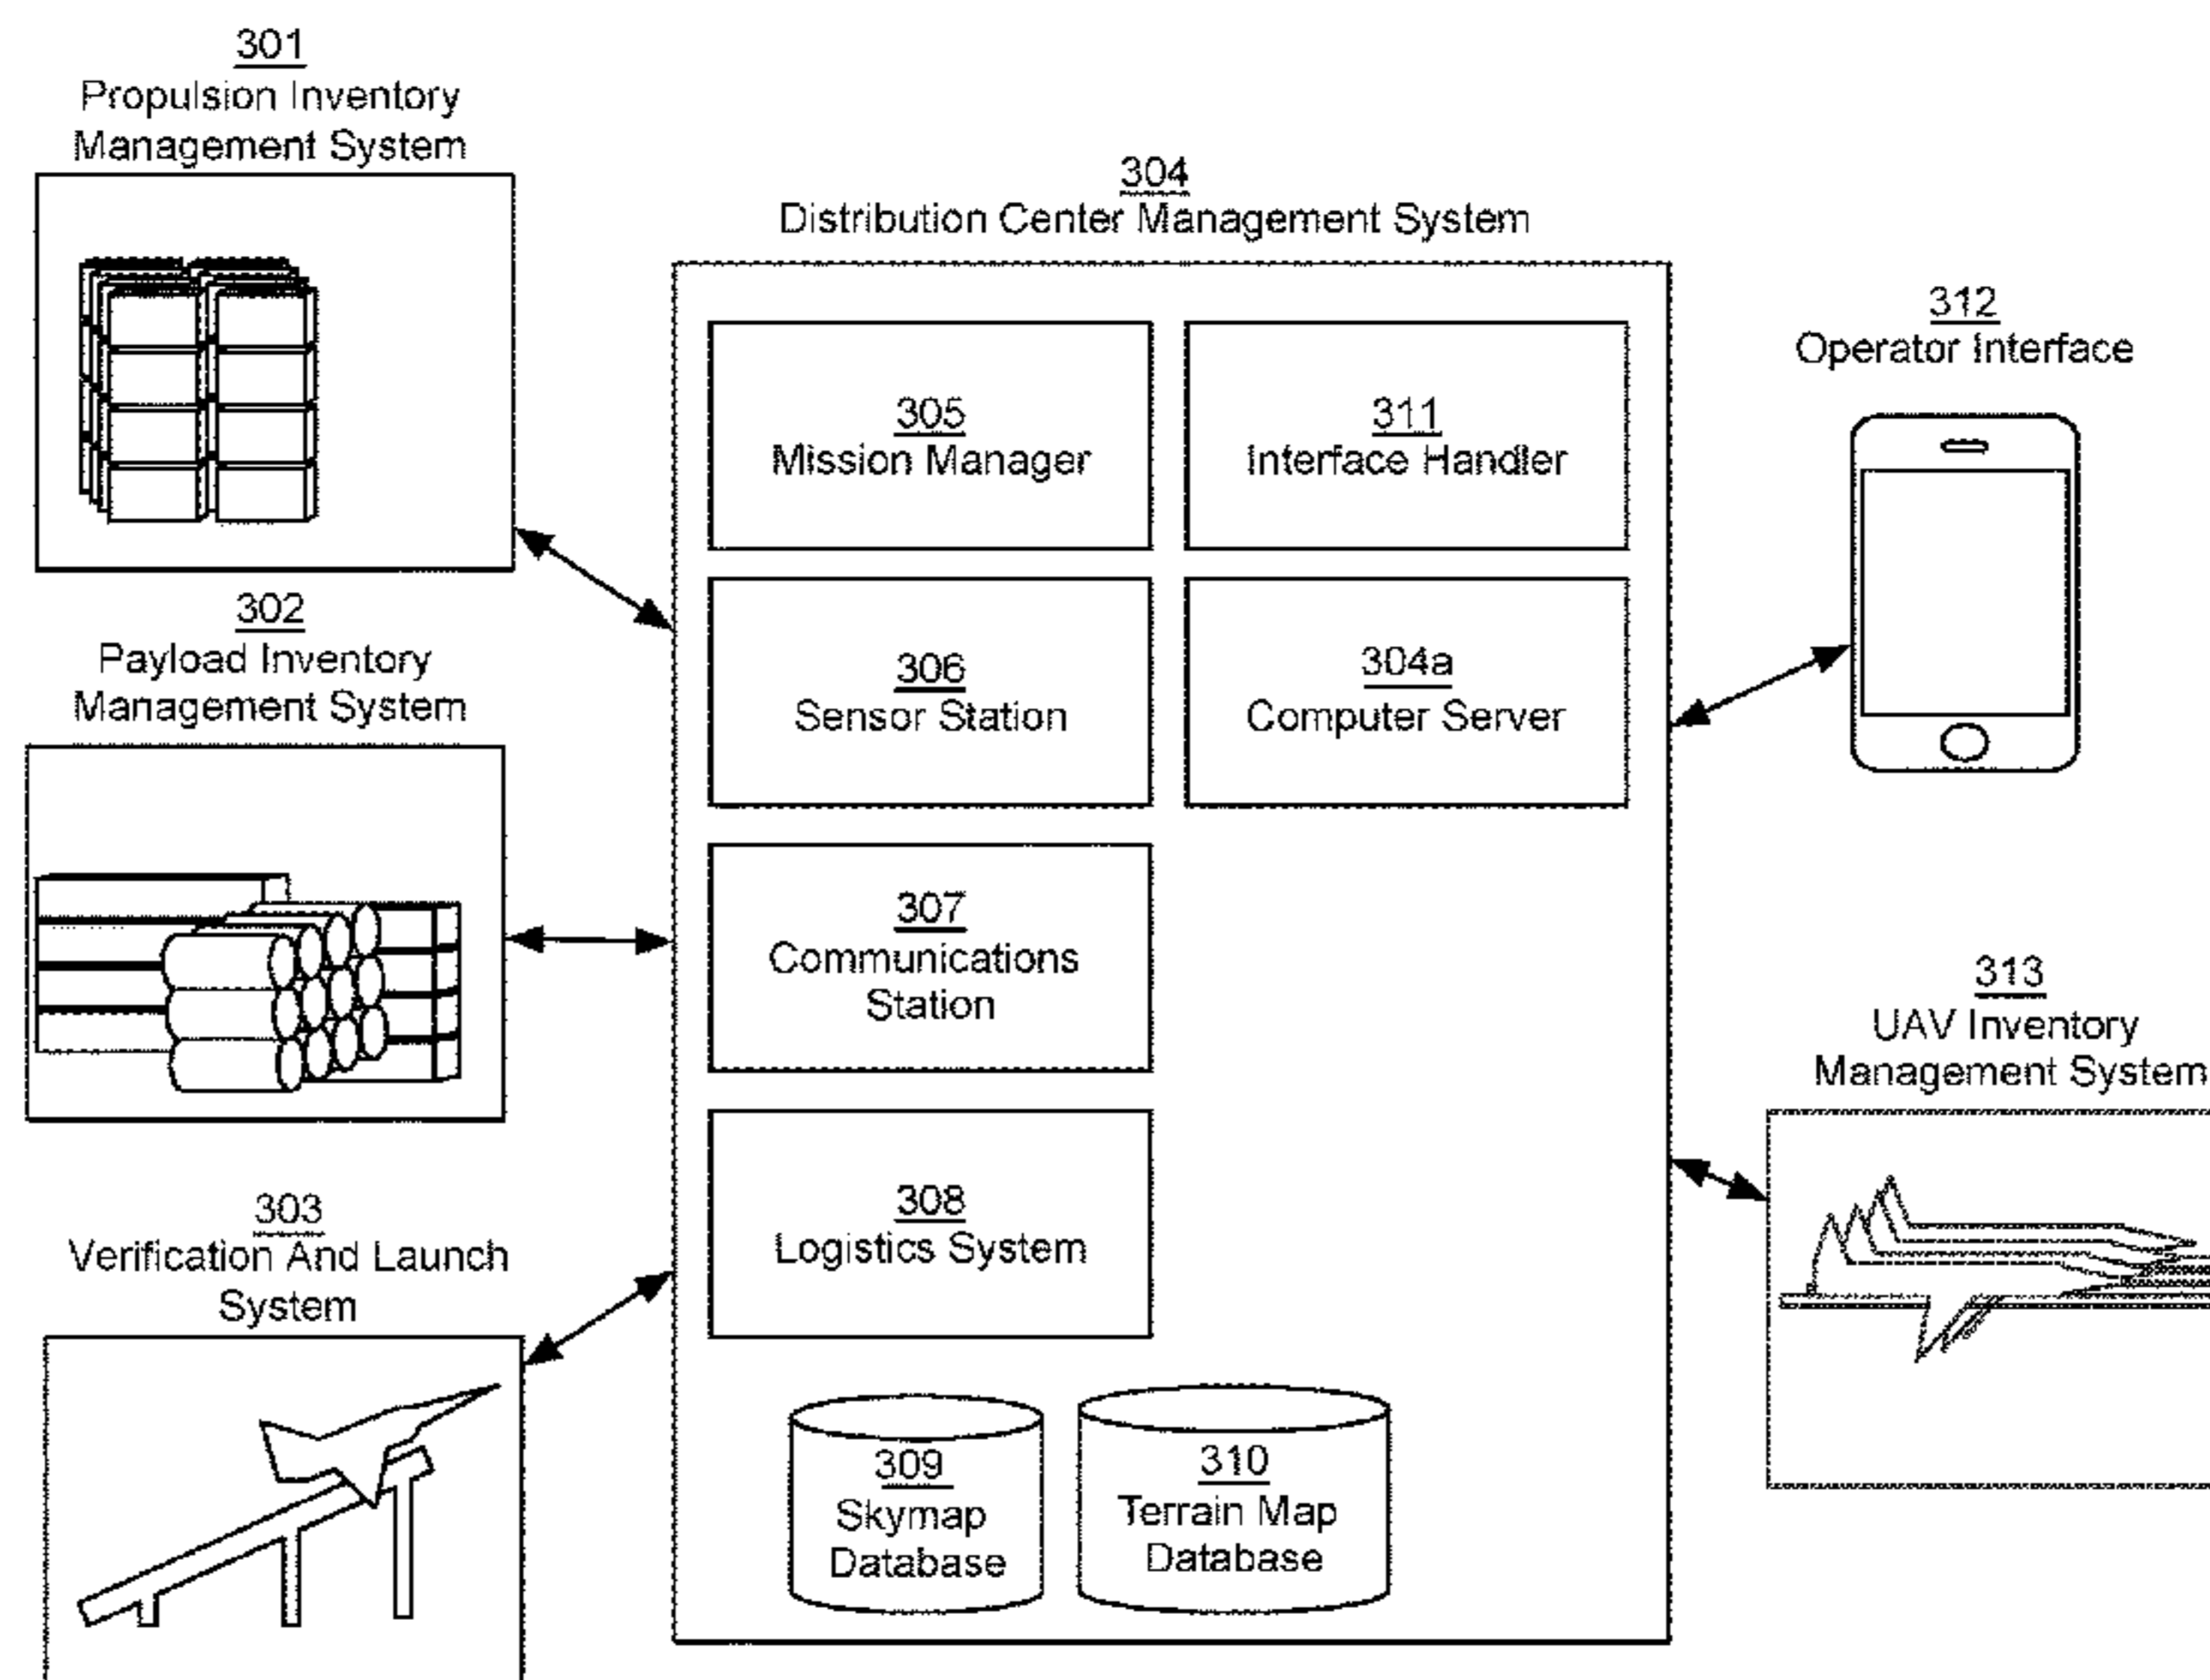 301
Propulsion Inventory
Management System
302
Payload Inventory
Management System
303
Verification And Launch
System
304
Distribution Center Management System
305
Mission Manager
311
Interface Handler
306
Sensor Station
304a
Computer Server
307
Communications
Station
308
Logistics System
309
Skymap
Database
310
Terrain Map
Database
312
Operator Interface
313
UAV Inventory
Management System